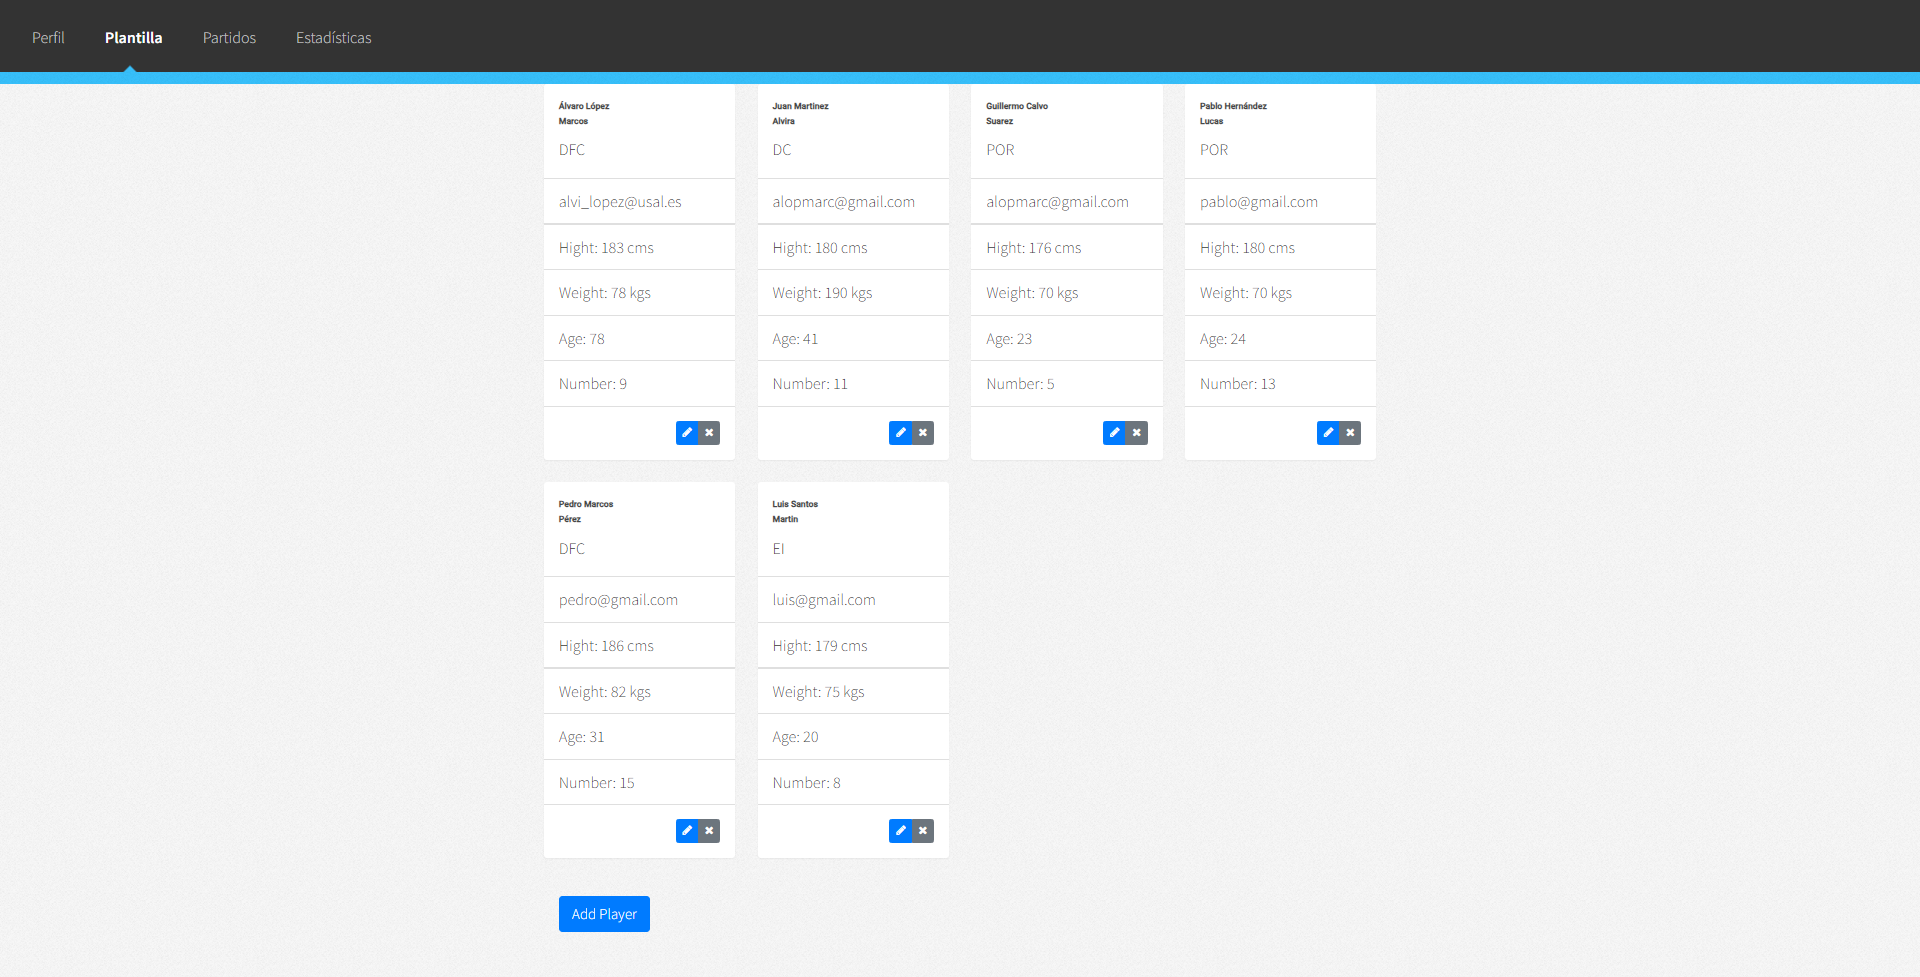 Perfil
Plantilla
Partidos
Estadísticas
Álvaro López
Marcos
DFC
alvi_lopez@usal.es
Hight: 183 cms
Weight: 78 kgs
Age: 78
Number: 9
Juan Martinez
Alvira
DC
alopmarc@gmail.com
Hight: 180 cms
Weight: 190 kgs
Age: 41
Number: 11
Guillermo Calvo
Suarez
POR
alopmarc@gmail.com
Hight: 176 cms
Weight: 70 kgs
Age: 23
Number: 5
Pablo Hernández
Lucas
POR
pablo@gmail.com
Hight: 180 cms
Weight: 70 kgs
Age: 24
Number: 13
Pedro Marcos
Pérez
DFC
pedro@gmail.com
Hight: 186 cms
Weight: 82 kgs
Age: 31
Number: 15
Luis Santos
Martin
EI
luis@gmail.com
Hight: 179 cms
Weight: 75 kgs
Age: 20
Number: 8
Add Player